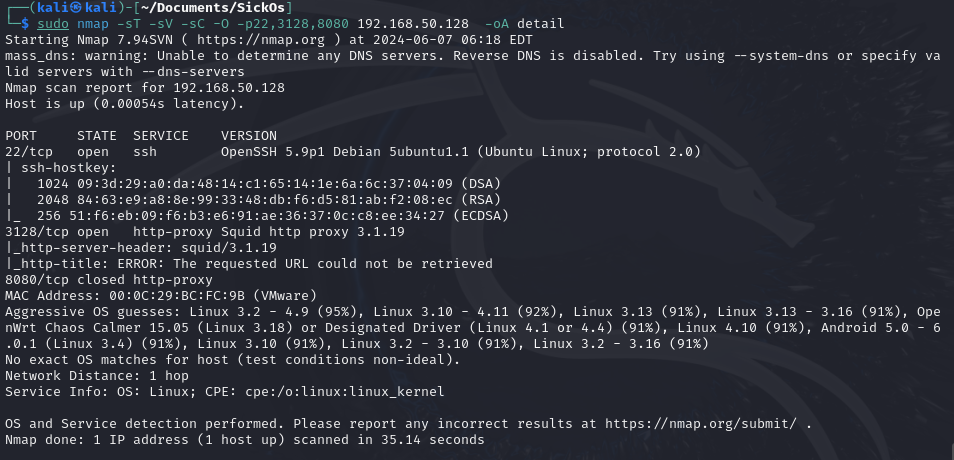 ┌──(kali㉿kali)-[~/Documents/SickOs]
└─$ sudo nmap -sT -sV -sC -O -p22,3128,8080 192.168.50.128  -oA detail
Starting Nmap 7.94SVN ( https://nmap.org ) at 2024-06-07 06:18 EDT
mass_dns: warning: Unable to determine any DNS servers. Reverse DNS is disabled. Try using --system-dns or specify va
lid servers with --dns-servers
Nmap scan report for 192.168.50.128
Host is up (0.00054s latency).

PORT     STATE  SERVICE    VERSION
22/tcp   open   ssh        OpenSSH 5.9p1 Debian 5ubuntu1.1 (Ubuntu Linux; protocol 2.0)
| ssh-hostkey:
|   1024 09:3d:29:a0:da:48:14:c1:65:14:1e:6a:6c:37:04:09 (DSA)
|   2048 84:63:e9:a8:8e:99:33:48:db:f6:d5:81:ab:f2:08:ec (RSA)
|_  256 51:f6:eb:09:f6:b3:e6:91:ae:36:37:0c:c8:ee:34:27 (ECDSA)
3128/tcp open   http-proxy Squid http proxy 3.1.19
|_http-server-header: squid/3.1.19
|_http-title: ERROR: The requested URL could not be retrieved
8080/tcp closed http-proxy
MAC Address: 00:0C:29:BC:FC:9B (VMware)
Aggressive OS guesses: Linux 3.2 - 4.9 (95%), Linux 3.10 - 4.11 (92%), Linux 3.13 (91%), Linux 3.13 - 3.16 (91%), Ope
nWrt Chaos Calmer 15.05 (Linux 3.18) or Designated Driver (Linux 4.1 or 4.4) (91%), Linux 4.10 (91%), Android 5.0 - 6
.0.1 (Linux 3.4) (91%), Linux 3.10 (91%), Linux 3.2 - 3.10 (91%), Linux 3.2 - 3.16 (91%)
No exact OS matches for host (test conditions non-ideal).
Network Distance: 1 hop
Service Info: OS: Linux; CPE: cpe:/o:linux:linux_kernel

OS and Service detection performed. Please report any incorrect results at https://nmap.org/submit/ .
Nmap done: 1 IP address (1 host up) scanned in 35.14 seconds